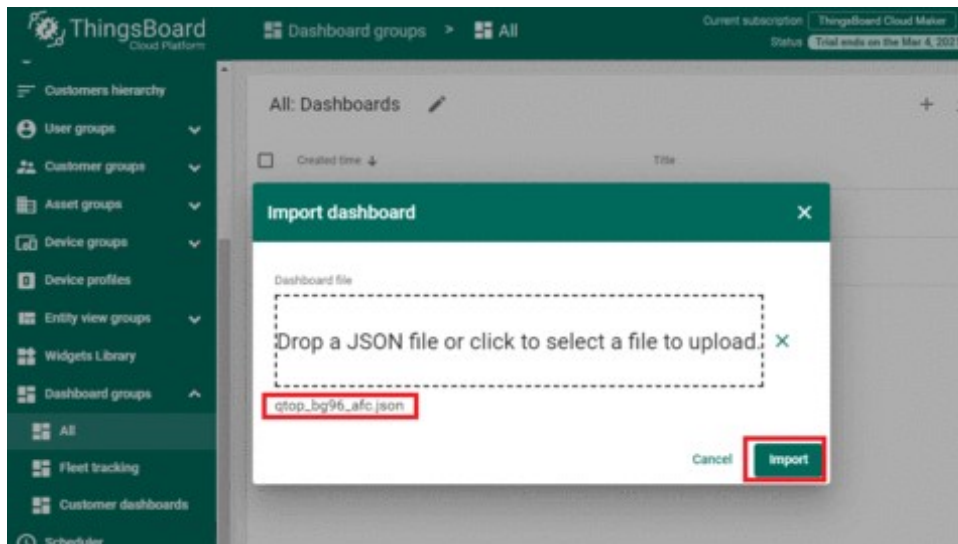 ThingsBoard
Cloud Platform
Dashboard groups > All
Current subscription ThingsBoard Cloud Maker
Status Trial ends on the Mar 4, 202
Customers hierarchy
User groups
Customer groups
Asset groups
Device groups
Device profiles
Entity view groups
Widgets Library
Dashboard groups
All
Fleet tracking
Customer dashboards
Scheduler
All: Dashboards
Created time Title
Import dashboard
Dashboard file
Drop a JSON file or click to select a file to upload.
qtop_bg96_afc.json
Cancel Import